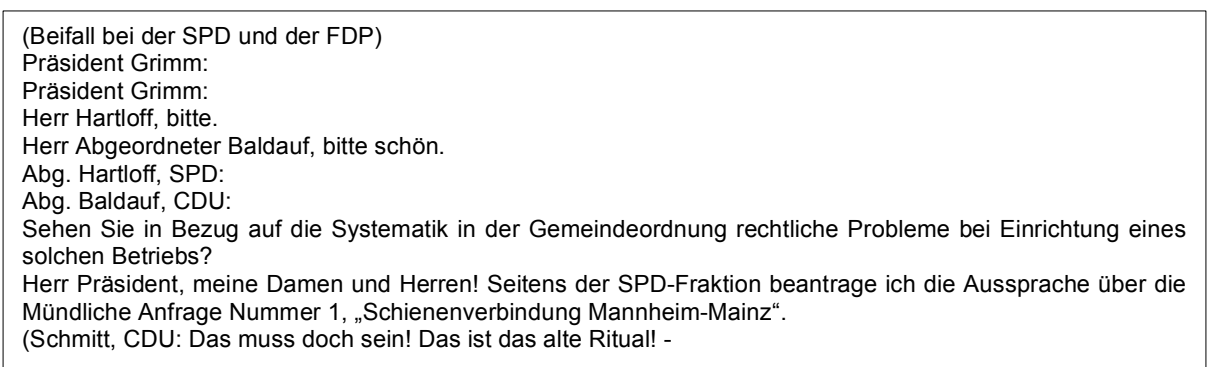 (Beifall bei der SPD und der FDP)
Präsident Grimm:
Präsident Grimm:
Herr Hartloff, bitte.
Herr Abgeordneter Baldauf, bitte schön.
Abg. Hartloff, SPD:
Abg. Baldauf, CDU:
Sehen Sie in Bezug auf die Systematik in der Gemeindeordnung rechtliche Probleme bei Einrichtung eines
solchen Betriebs?
Herr Präsident, meine Damen und Herren! Seitens der SPD-Fraktion beantrage ich die Aussprache über die
Mündliche Anfrage Nummer 1, „Schienenverbindung Mannheim-Mainz“.
(Schmitt, CDU: Das muss doch sein! Das ist das alte Ritual! -